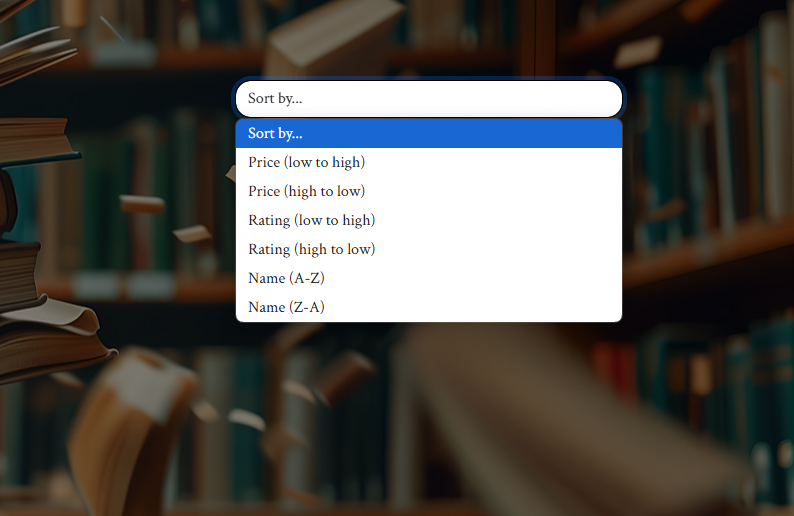 Sort by...
Sort by...
Price (low to high)
Price (high to low)
Rating (low to high)
Rating (high to low)
Name (A-Z)
Name (Z-A)